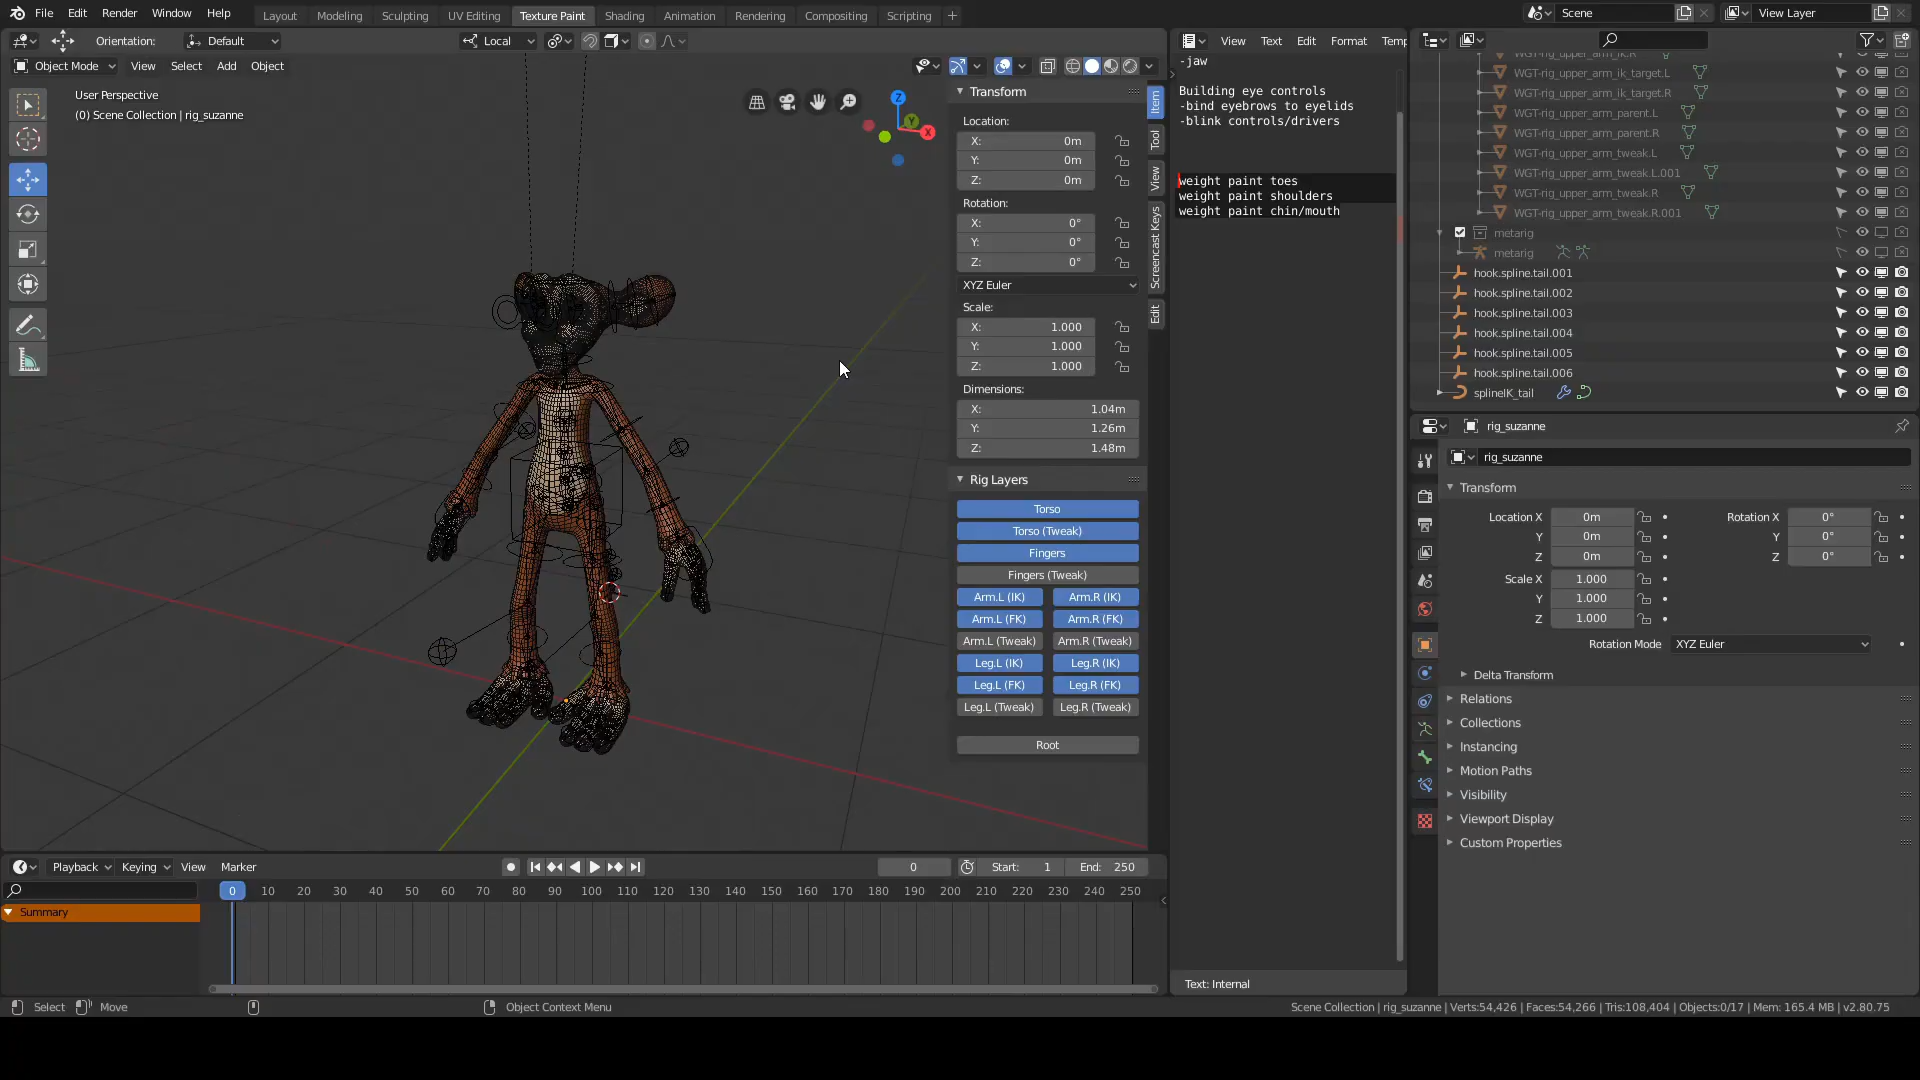 File Edit Render Window Help Layout Modeling Sculpting UV Editing Texture Paint Shading Animation Rendering Compositing Scripting + Scene View Layer
Orientation: Default Local View Text Edit Format Temp
Object Mode View Select Add Object
User Perspective
(0) Scene Collection | rig_suzanne
Z
Y
X
Transform
Location:
X: 0m
Y: 0m
Z: 0m
Rotation:
X: 0°
Y: 0°
Z: 0°
XYZ Euler
Scale:
X: 1.000
Y: 1.000
Z: 1.000
Dimensions:
X: 1.04m
Y: 1.26m
Z: 1.48m
Rig Layers
Torso
Torso (Tweak)
Fingers
Fingers (Tweak)
Arm.L (IK) Arm.R (IK)
Arm.L (FK) Arm.R (FK)
Arm.L (Tweak) Arm.R (Tweak)
Leg.L (IK) Leg.R (IK)
Leg.L (FK) Leg.R (FK)
Leg.L (Tweak) Leg.R (Tweak)
Root
Item
Tool
View
Screencast Keys
Edit
-jaw
Building eye controls
-bind eyebrows to eyelids
-blink controls/drivers
weight paint toes
weight paint shoulders
weight paint chin/mouth
Text: Internal
WGT-rig_upper_arm_ik_target.L
WGT-rig_upper_arm_ik_target.R
WGT-rig_upper_arm_parent.L
WGT-rig_upper_arm_parent.R
WGT-rig_upper_arm_tweak.L
WGT-rig_upper_arm_tweak.L.001
WGT-rig_upper_arm_tweak.R
WGT-rig_upper_arm_tweak.R.001
metarig
metarig
hook.spline.tail.001
hook.spline.tail.002
hook.spline.tail.003
hook.spline.tail.004
hook.spline.tail.005
hook.spline.tail.006
splineIK_tail
rig_suzanne
rig_suzanne
Transform
Location X 0m Rotation X 0°
Y 0m Y 0°
Z 0m Z 0°
Scale X 1.000
Y 1.000
Z 1.000
Rotation Mode XYZ Euler
Delta Transform
Relations
Collections
Instancing
Motion Paths
Visibility
Viewport Display
Custom Properties
Playback Keying View Marker 0 Start: 1 End: 250
0 10 20 30 40 50 60 70 80 90 100 110 120 130 140 150 160 170 180 190 200 210 220 230 240 250
Summary
Select Move Object Context Menu Scene Collection | rig_suzanne | Verts:54,426 | Faces:54,266 | Tris:108,404 | Objects:0/17 | Mem: 165.4 MB | v2.80.75